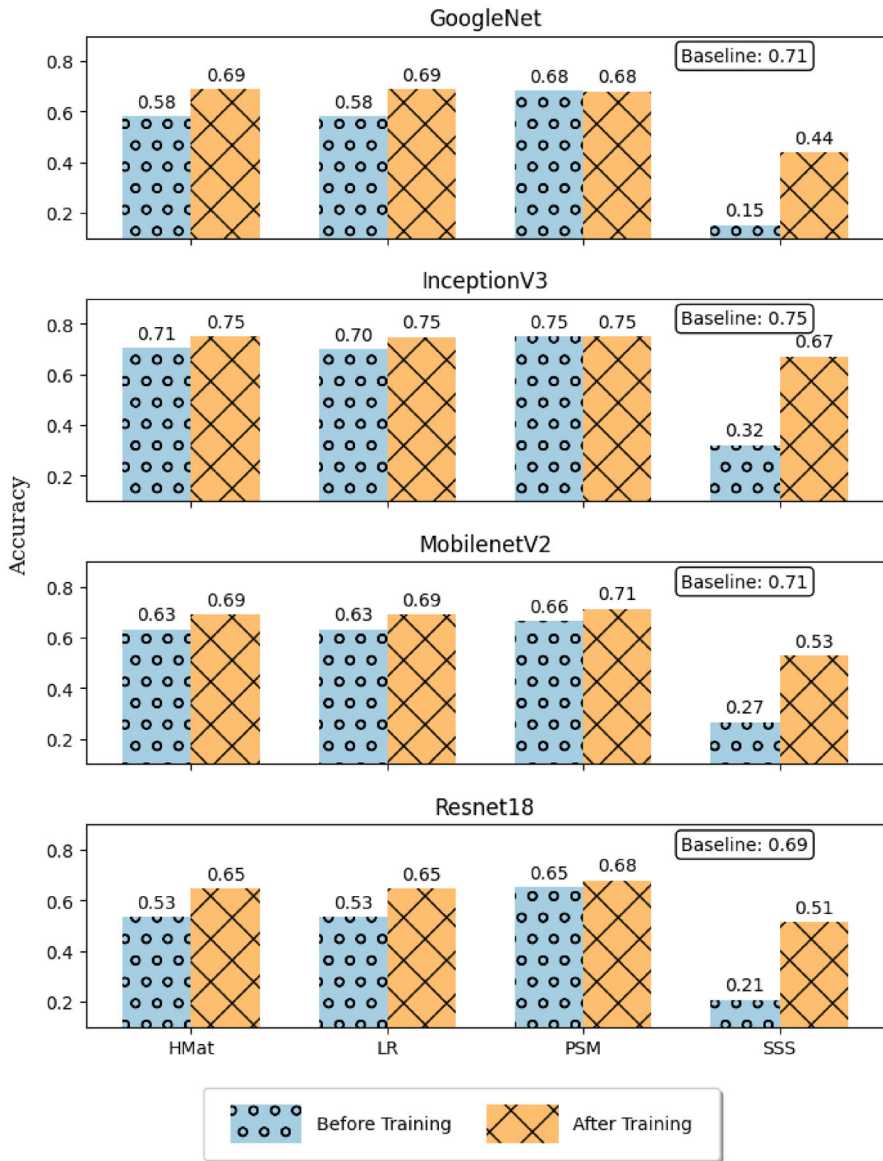 GoogleNet
Baseline: 0.71
0.8
0.6
0.4
0.2
0.58 0.69 0.58 0.69 0.68 0.68 0.15 0.44
InceptionV3
Baseline: 0.75
0.8
0.6
0.4
0.2
0.71 0.75 0.70 0.75 0.75 0.75 0.32 0.67
Accuracy
MobilenetV2
Baseline: 0.71
0.8
0.6
0.4
0.2
0.63 0.69 0.63 0.69 0.66 0.71 0.27 0.53
Resnet18
Baseline: 0.69
0.8
0.6
0.4
0.2
0.53 0.65 0.53 0.65 0.65 0.68 0.21 0.51
HMat LR PSM SSS
Before Training After Training